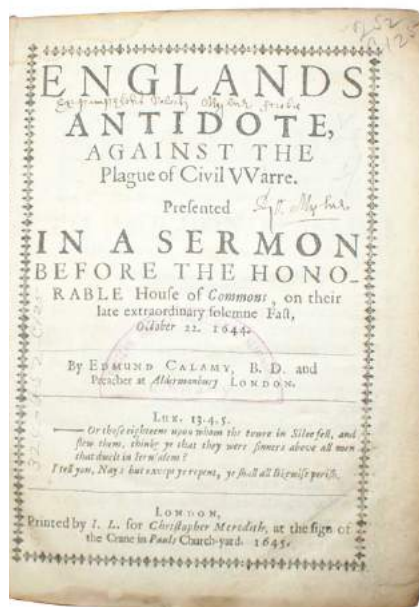 ENGLANDS
ANTIDOTE,
AGAINST THE
Plague of Civil VVarre.
Presented
IN A SERMON
BEFORE THE HONO-
RABLE House of Commons, on their
late extraordinary solemne Fast,
October 22. 1644.
By EDMUND CALAMY, B. D. and
Preacher at Aldermanbury LONDON.
LUK. 13.4.5.
Or those eighteene upon whom the towre in Siloe fell, and
slew them, thinke ye that they were sinners above all men
that dwelt in Ierusalem?
I tell you, Nay: but except ye repent, ye shall all likewise perish.
LONDON,
Printed by I. L. for Christopher Meredith, at the signe of
the Crane in Pauls Church-yard. 1645.